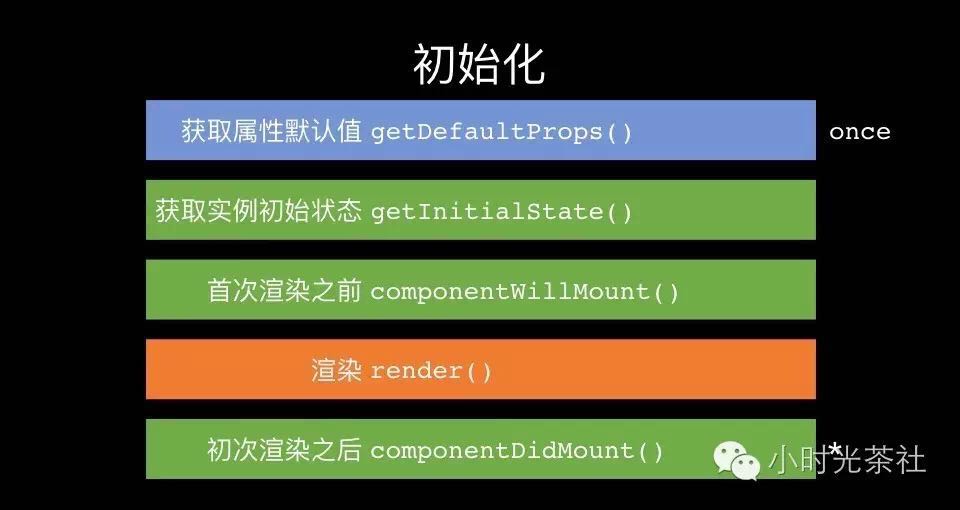 初始化
获取属性默认值 getDefaultProps() once
获取实例初始状态 getInitialState()
首次渲染之前 componentWillMount()
渲染 render()
初次渲染之后 componentDidMount() *
小时光茶社